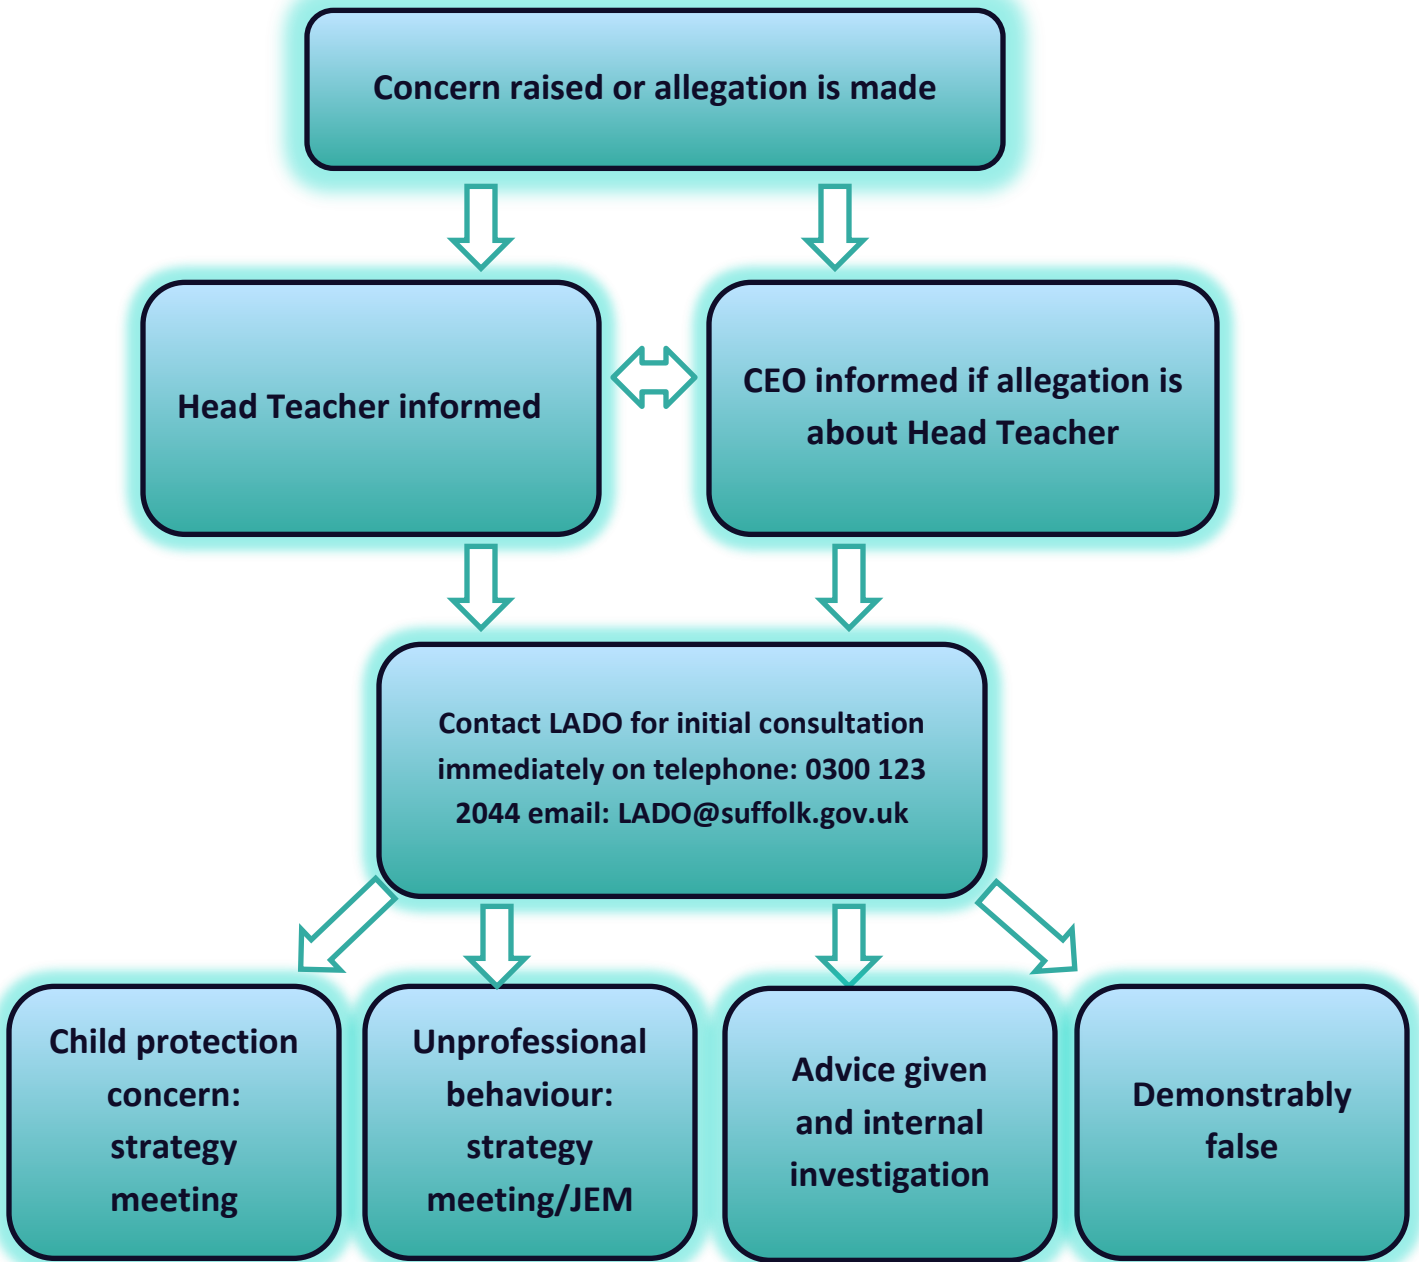 Concern raised or allegation is made
Head Teacher informed
CEO informed if allegation is
about Head Teacher
Contact LADO for initial consultation
immediately on telephone: 0300 123
2044 email: LADO@suffolk.gov.uk
Child protection
concern:
strategy
meeting
Unprofessional
behaviour:
strategy
meeting/JEM
Advice given
and internal
investigation
Demonstrably
false